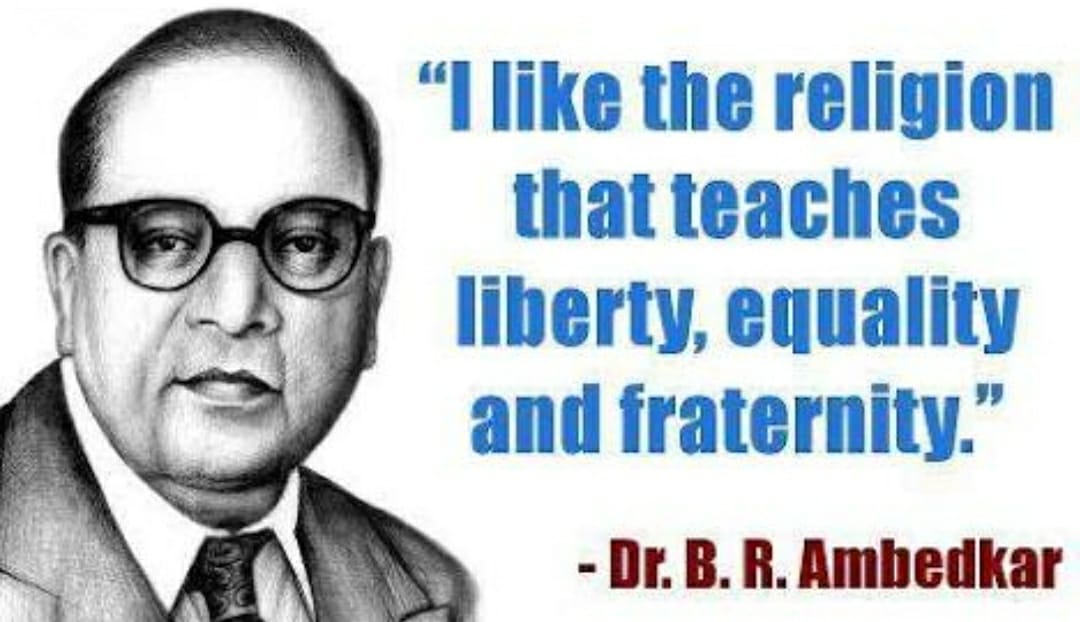 “I like the religion
that teaches
liberty, equality
and fraternity.”
- Dr. B. R. Ambedkar